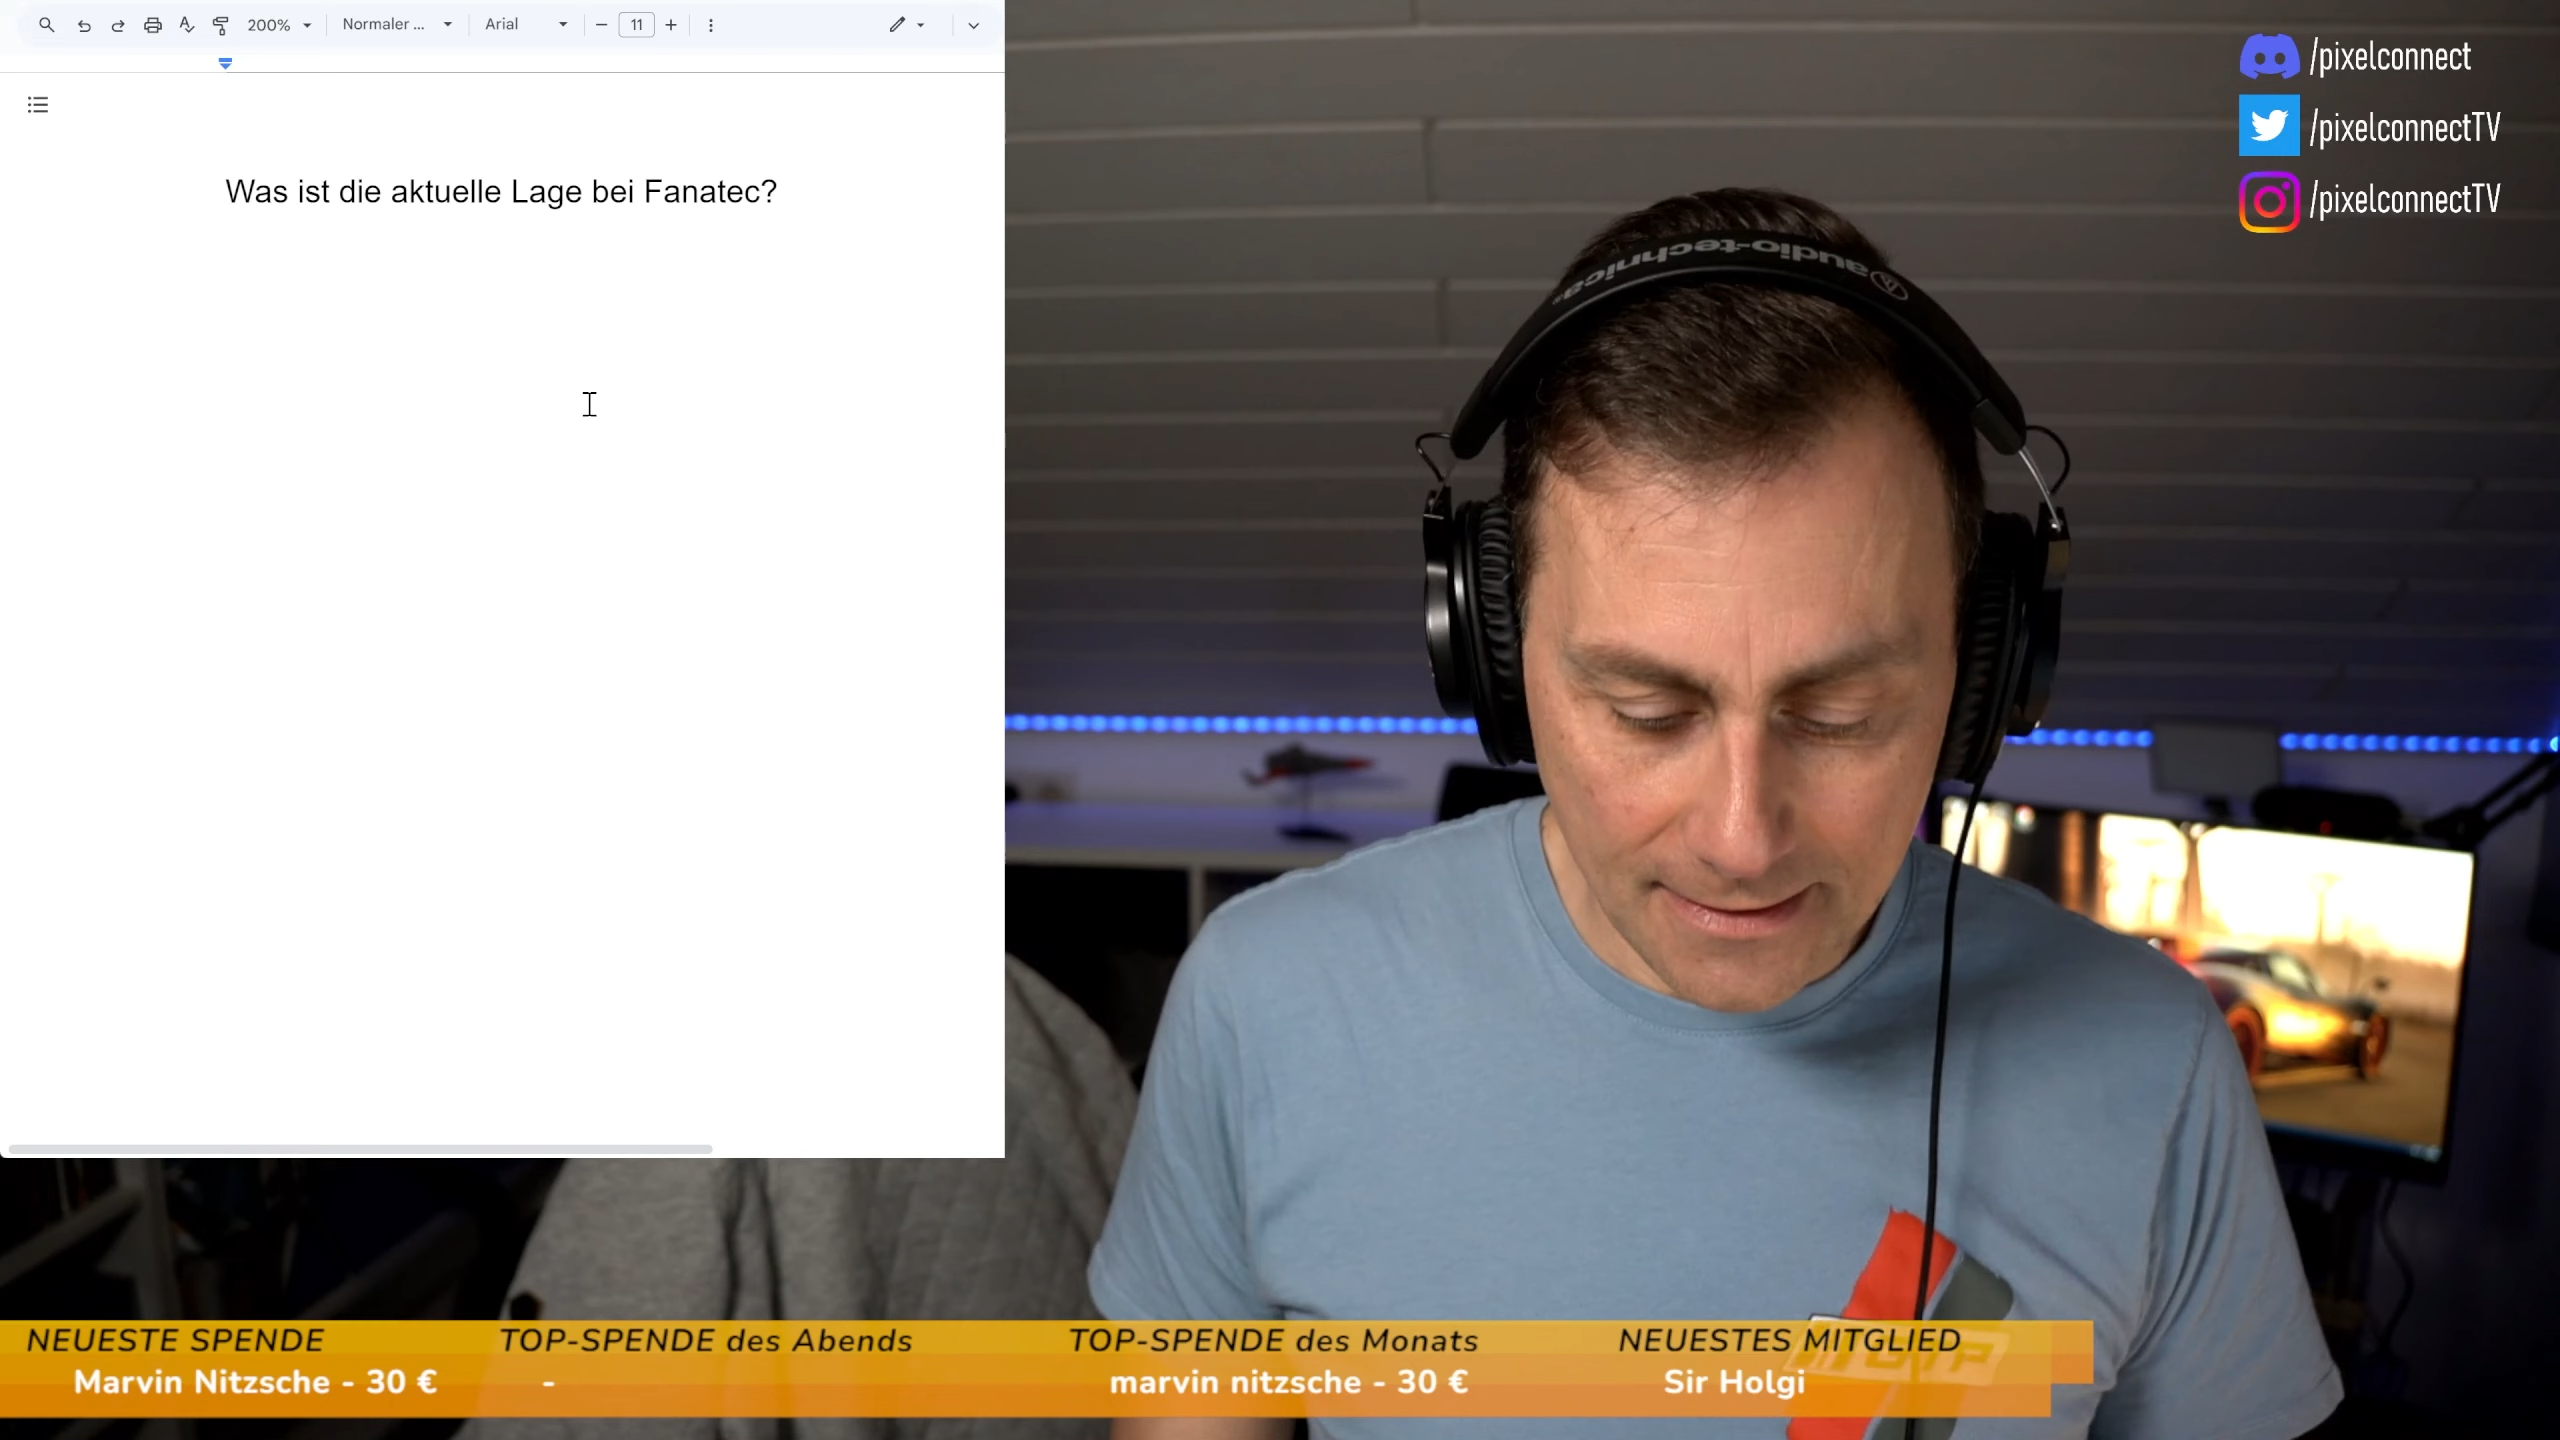 200%
Normaler ...
Arial
11
Was ist die aktuelle Lage bei Fanatec?
/pixelconnect
/pixelconnectTV
/pixelconnectTV
audio-technica
NEUESTE SPENDE
Marvin Nitzsche - 30 €
TOP-SPENDE des Abends
-
TOP-SPENDE des Monats
marvin nitzsche - 30 €
NEUESTES MITGLIED
Sir Holgi